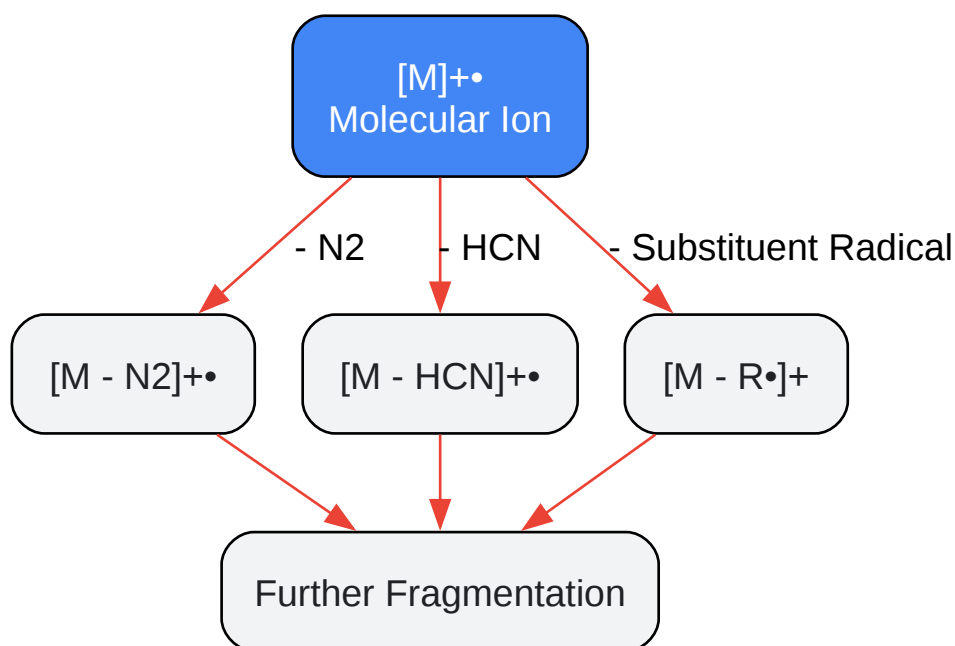 [M]+•
Molecular Ion
- N2
- HCN
- Substituent Radical
[M - N2]+•
[M - HCN]+•
[M - R•]+
Further Fragmentation